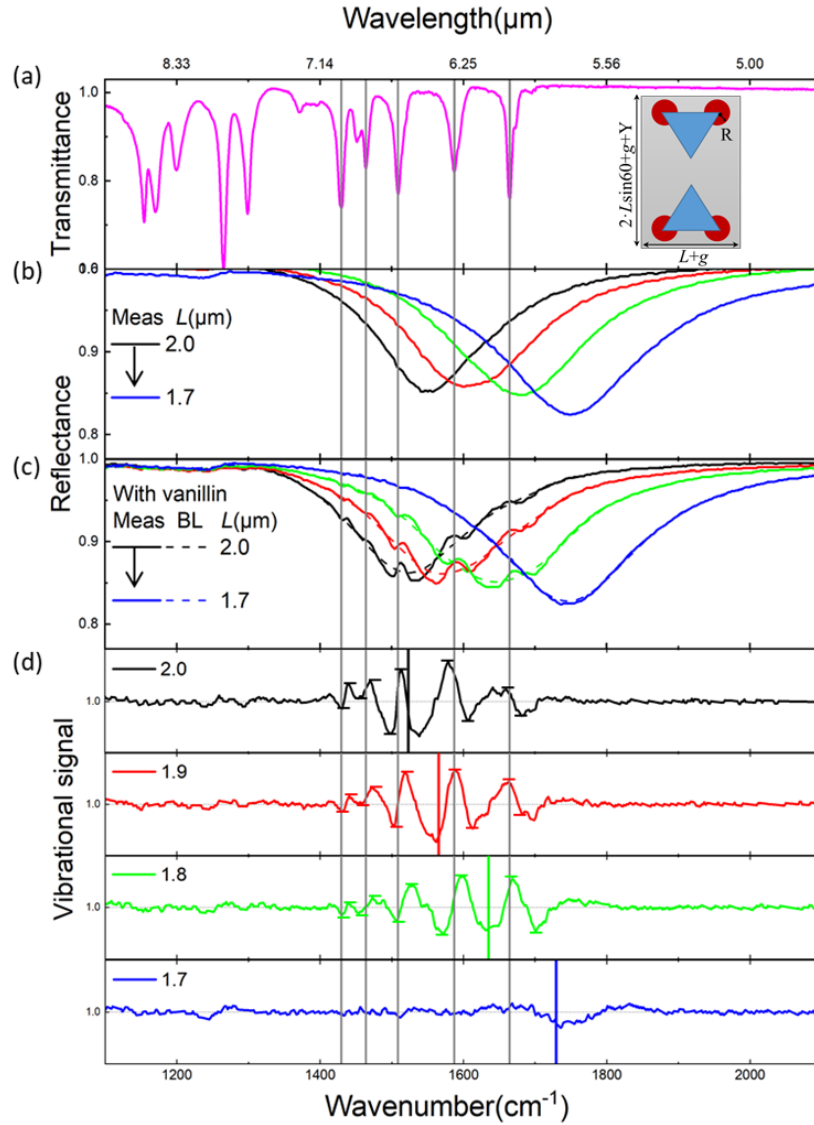 Wavelength(μm)
8.33 7.14 6.25 5.56 5.00
(a)
Transmittance
1.0
0.8
0.6
2·Lsin60+g+Y
R
L+g
(b)
Reflectance
1.0
0.9
0.8
Meas L(μm)
2.0
1.7
(c)
1.0
0.9
0.8
With vanillin
Meas BL L(μm)
2.0
1.7
(d)
Vibrational signal
2.0
1.0
1.9
1.0
1.8
1.0
1.7
1.0
1200 1400 1600 1800 2000
Wavenumber(cm⁻¹)